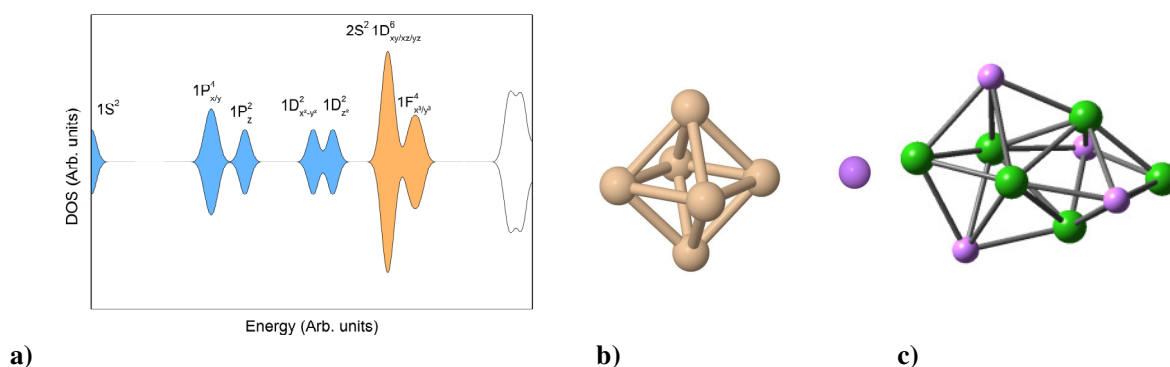 2S² 1D⁶xy/xz/yz
1P⁴x/y
1S²
1P²z
1D²x²-y²
1D²z²
1F⁴x³/y³
DOS (Arb. units)
Energy (Arb. units)
a) b) c)